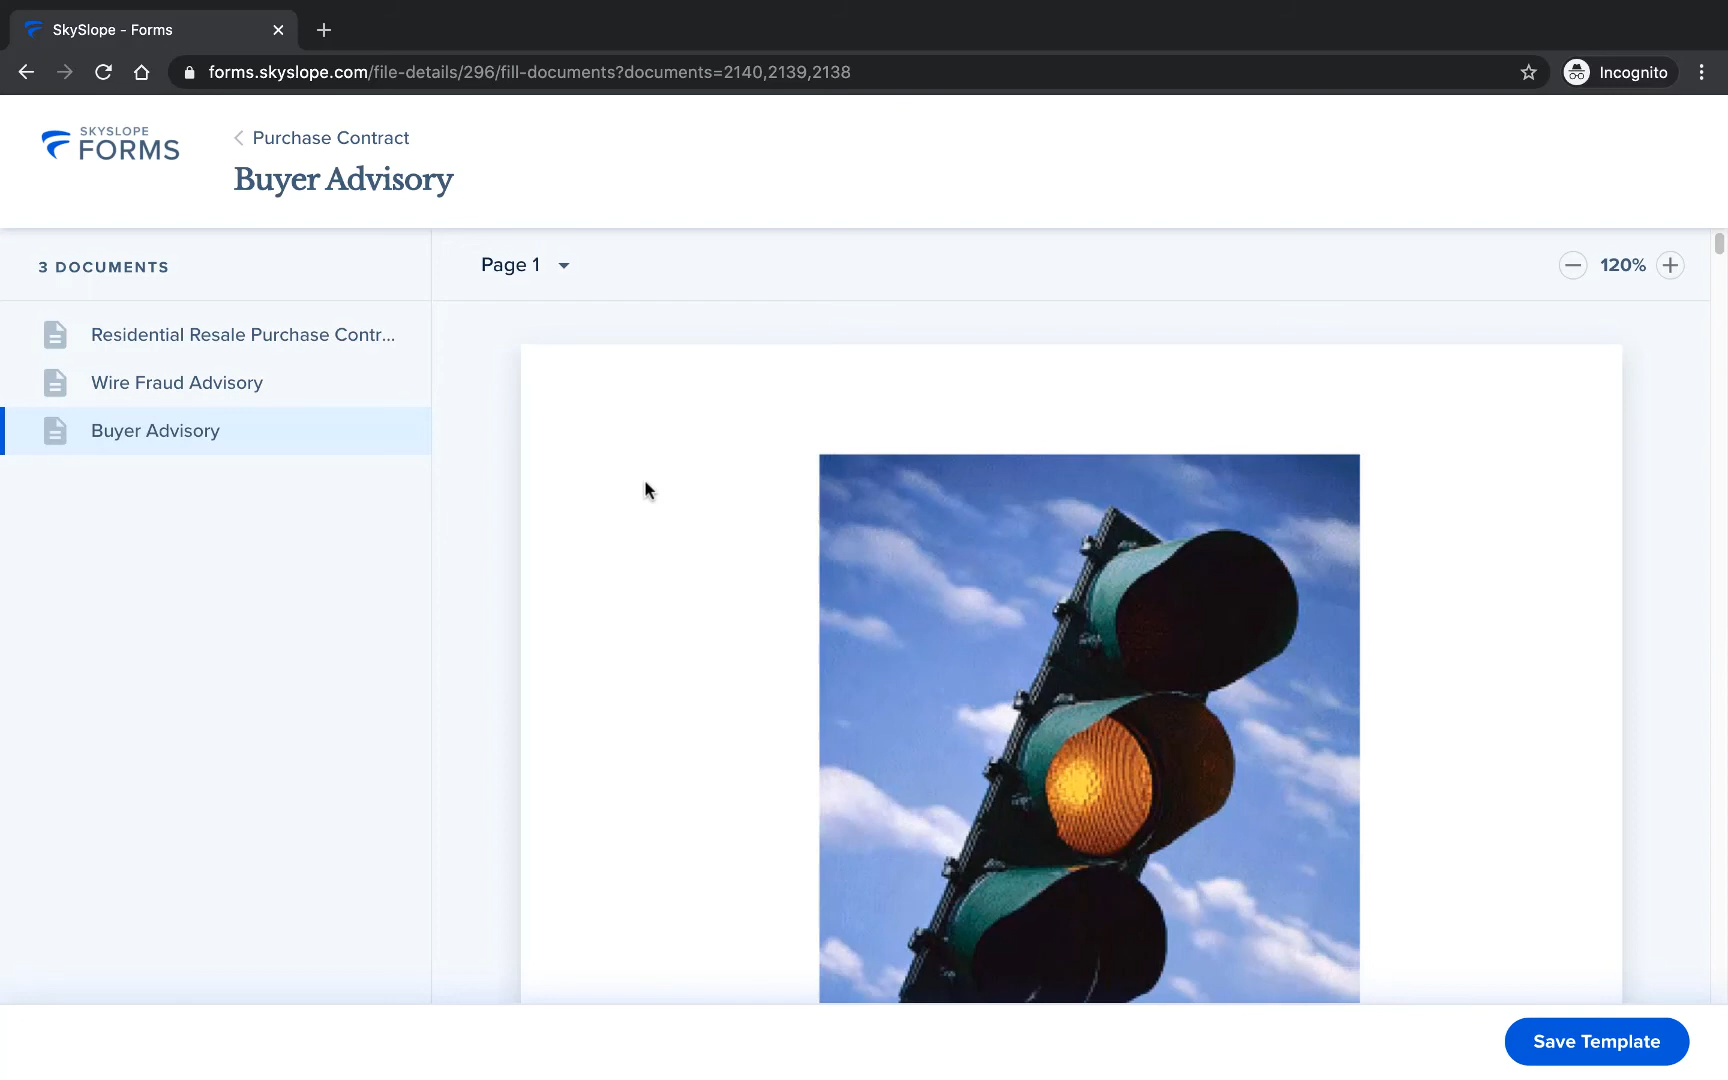 SkySlope - Forms
forms.skyslope.com/file-details/296/fill-documents?documents=2140,2139,2138
Incognito
SKYSLOPE
FORMS
Purchase Contract
Buyer Advisory
3 DOCUMENTS
Page 1
120%
Residential Resale Purchase Contr...
Wire Fraud Advisory
Buyer Advisory
Save Template